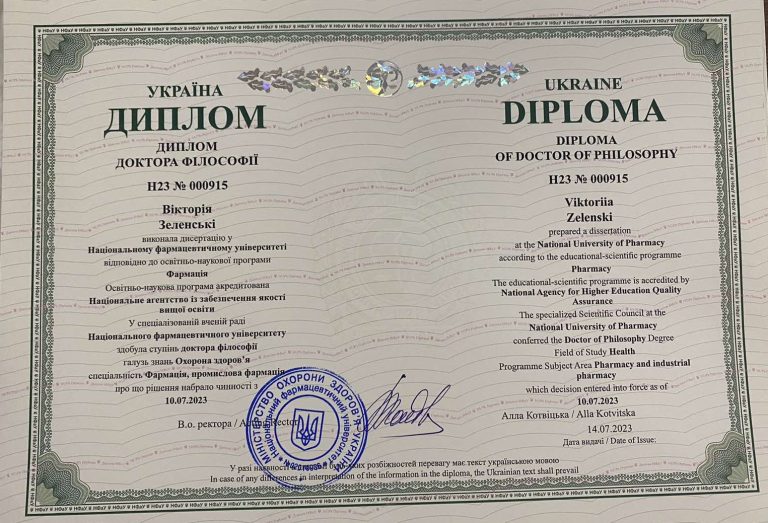 УКРАЇНА
ДИПЛОМ
ДИПЛОМ
ДОКТОРА ФІЛОСОФІЇ
Н23 № 000915
Вікторія
Зеленські
виконала дисертацію у
Національному фармацевтичному університеті
відповідно до освітньо-наукової програми
Фармація
Освітньо-наукова програма акредитована
Національне агентство із забезпечення якості
вищої освіти
У спеціалізованій вченій раді
Національного фармацевтичного університету
здобула ступінь доктора філософії
галузь знань Охорона здоров'я
спеціальність Фармація, промислова фармація
про що рішення набрало чинності з
10.07.2023
В.о. ректора / Acting Rector
UKRAINE
DIPLOMA
DIPLOMA
OF DOCTOR OF PHILOSOPHY
H23 № 000915
Viktoriia
Zelenski
prepared a dissertation
at the National University of Pharmacy
according to the educational-scientific programme
Pharmacy
The educational-scientific programme is accredited by
National Agency for Higher Education Quality
Assurance
The specialized Scientific Council at the
National University of Pharmacy
conferred the Doctor of Philosophy Degree
Field of Study Health
Programme Subject Area Pharmacy and industrial
pharmacy
which decision entered into force as of
10.07.2023
Алла Котвіцька / Alla Kotvitska
14.07.2023
Дата видачі / Date of Issue:
МІНІСТЕРСТВО ОХОРОНИ ЗДОРОВ'Я УКРАЇНИ
Національний фармацевтичний університет
У разі наявності розбіжностей перевагу має текст українською мовою
In case of any differences in interpretation of the information in the diploma, the Ukrainian text shall prevail